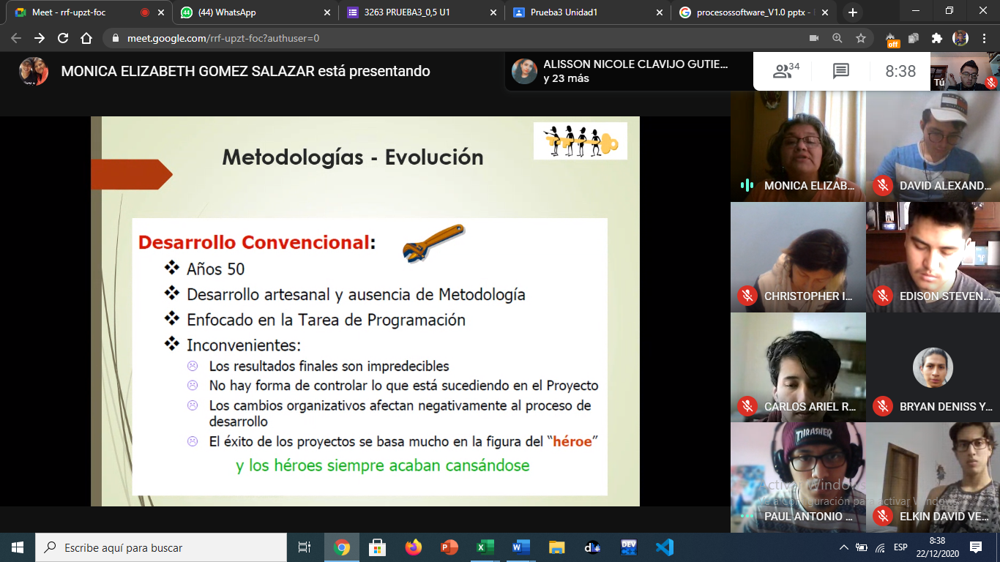 Meet - rrf-upzt-foc
(44) WhatsApp
3263 PRUEBA3_0,5 U1
Prueba3 Unidad1
procesossoftware_V1.0 pptx -
meet.google.com/rrf-upzt-foc?authuser=0
off
MONICA ELIZABETH GOMEZ SALAZAR está presentando
ALISSON NICOLE CLAVIJO GUTIE...
y 23 más
34
8:38
Tú
Metodologías - Evolución
Desarrollo Convencional:
Años 50
Desarrollo artesanal y ausencia de Metodología
Enfocado en la Tarea de Programación
Inconvenientes:
Los resultados finales son impredecibles
No hay forma de controlar lo que está sucediendo en el Proyecto
Los cambios organizativos afectan negativamente al proceso de
desarrollo
El éxito de los proyectos se basa mucho en la figura del "héroe"
y los héroes siempre acaban cansándose
MONICA ELIZAB...
DAVID ALEXAND...
CHRISTOPHER I...
EDISON STEVEN...
CARLOS ARIEL R...
BRYAN DENISS Y...
THRASHER
Activar Windows
Ve a Configuración para activar Windows.
PAUL ANTONIO ...
ELKIN DAVID VE...
Escribe aquí para buscar
DEV
ESP
8:38
22/12/2020